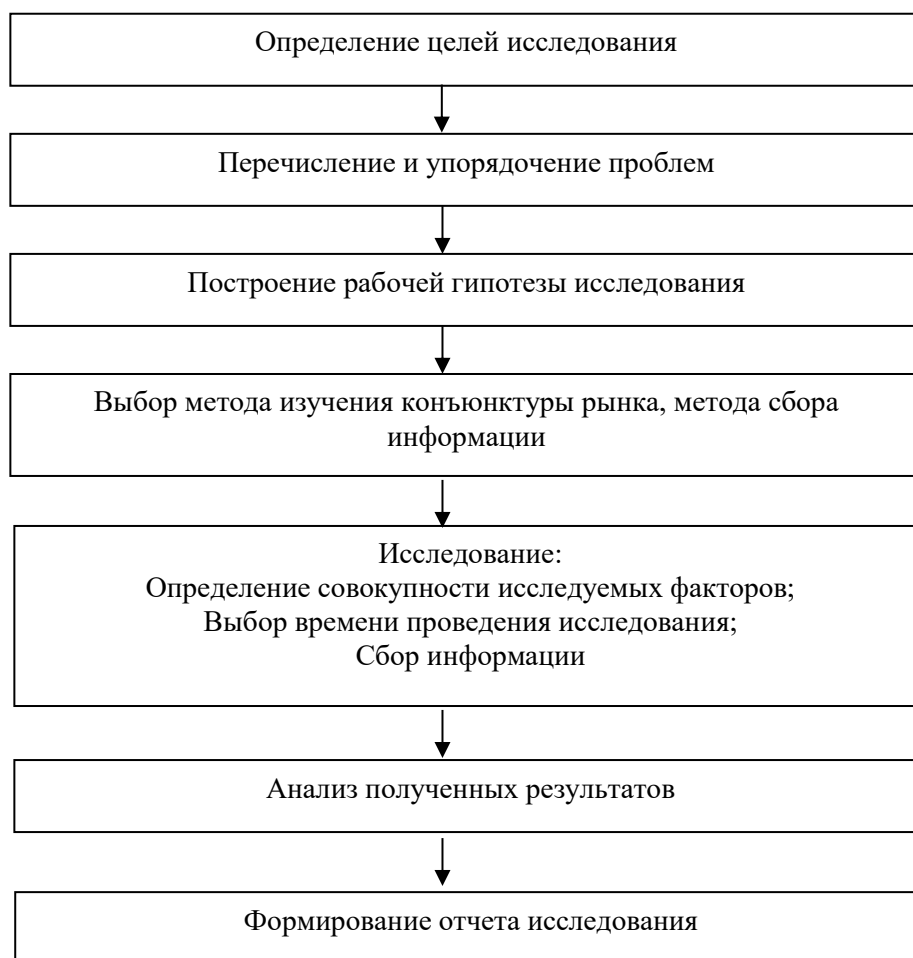 Определение целей исследования
Перечисление и упорядочение проблем
Построение рабочей гипотезы исследования
Выбор метода изучения конъюнктуры рынка, метода сбора
информации
Исследование:
Определение совокупности исследуемых факторов;
Выбор времени проведения исследования;
Сбор информации
Анализ полученных результатов
Формирование отчета исследования